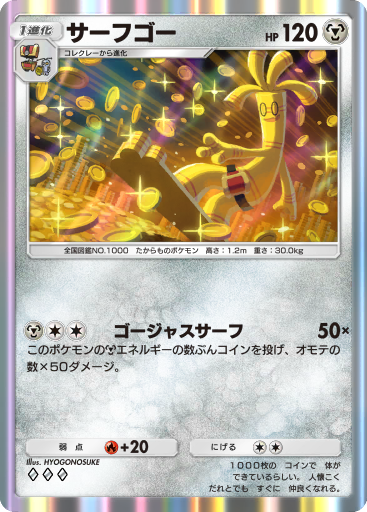 1進化
サーフゴー
HP 120
コレクレーから進化
全国図鑑NO.1000 たからものポケモン 高さ：1.2m 重さ：30.0kg
ゴージャスサーフ 50×
このポケモンのエネルギーの数ぶんコインを投げ、オモテの
数×50ダメージ。
弱点 +20 にげる
Illus. HYOGONOSUKE
1000枚の コインで 体が
できているらしい。 人懐こく
だれとでも すぐに 仲良くなれる。